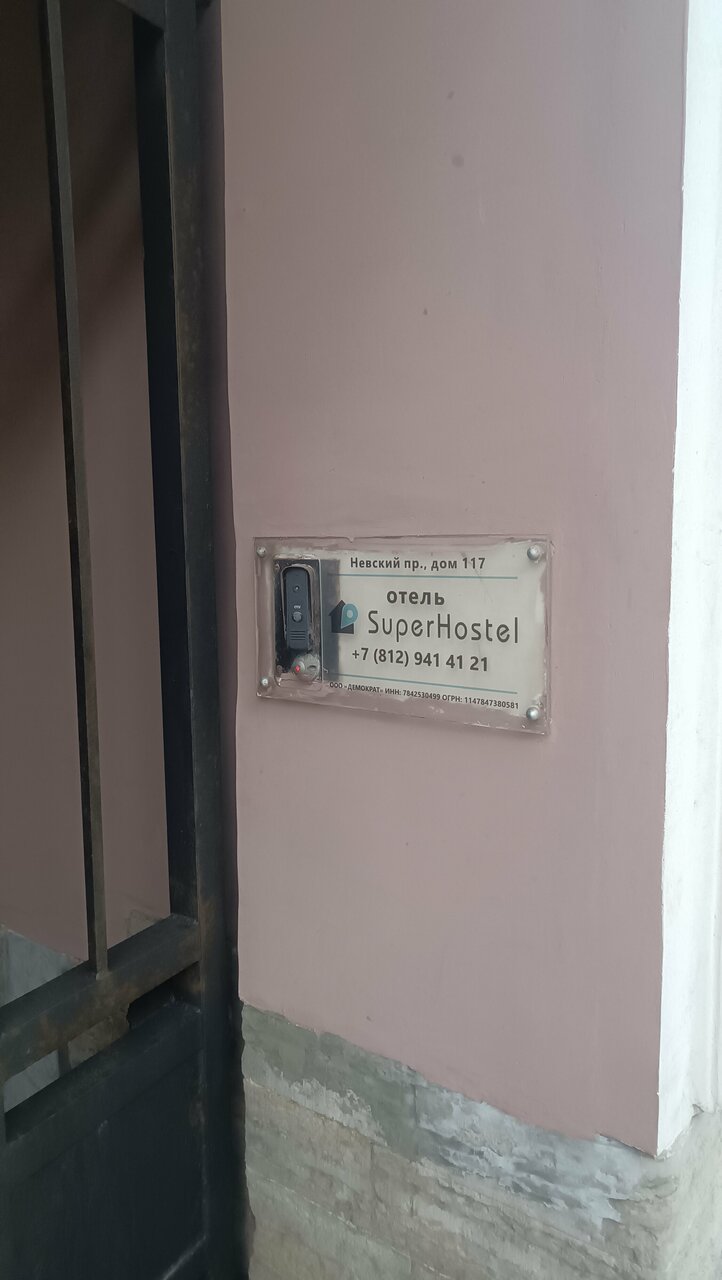 Невский пр., дом 117
отель
SuperHostel
+7 (812) 941 41 21
ООО «ДЕМОКРАТ» ИНН: 7842530499 ОГРН: 1147847380581